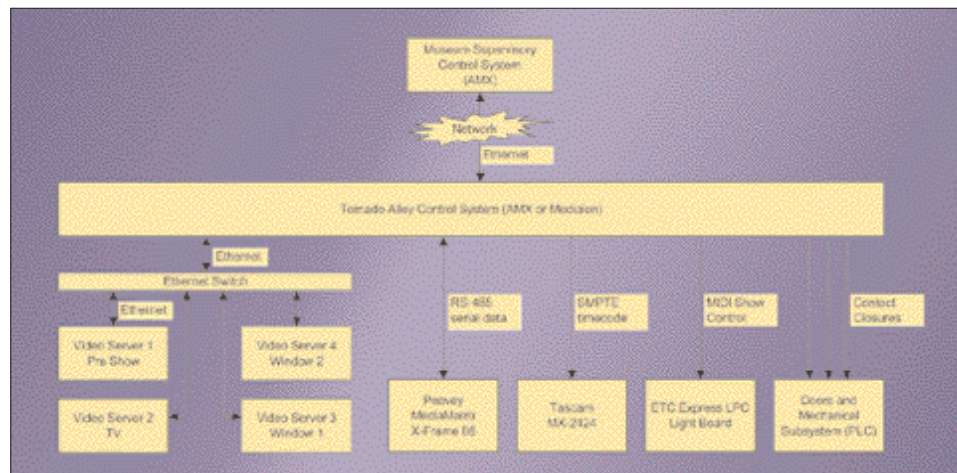 Museum Supervisory
Control System
(AMX)
Network
Ethernet
Tornado Alley Control System (AMX or Medialon)
Ethernet
Ethernet Switch
Ethernet
RS-485
serial data
SMPTE
timecode
MIDI Show
Control
Contact
Closures
Video Server 1
Pre Show
Video Server 4
Window 2
Video Server 2
TV
Video Server 3
Window 1
Peavey
MediaMatrix
X-Frame 88
Tascam
MX-2424
ETC Express LPC
Light Board
Doors and
Mechanical
Subsystem (PLC)